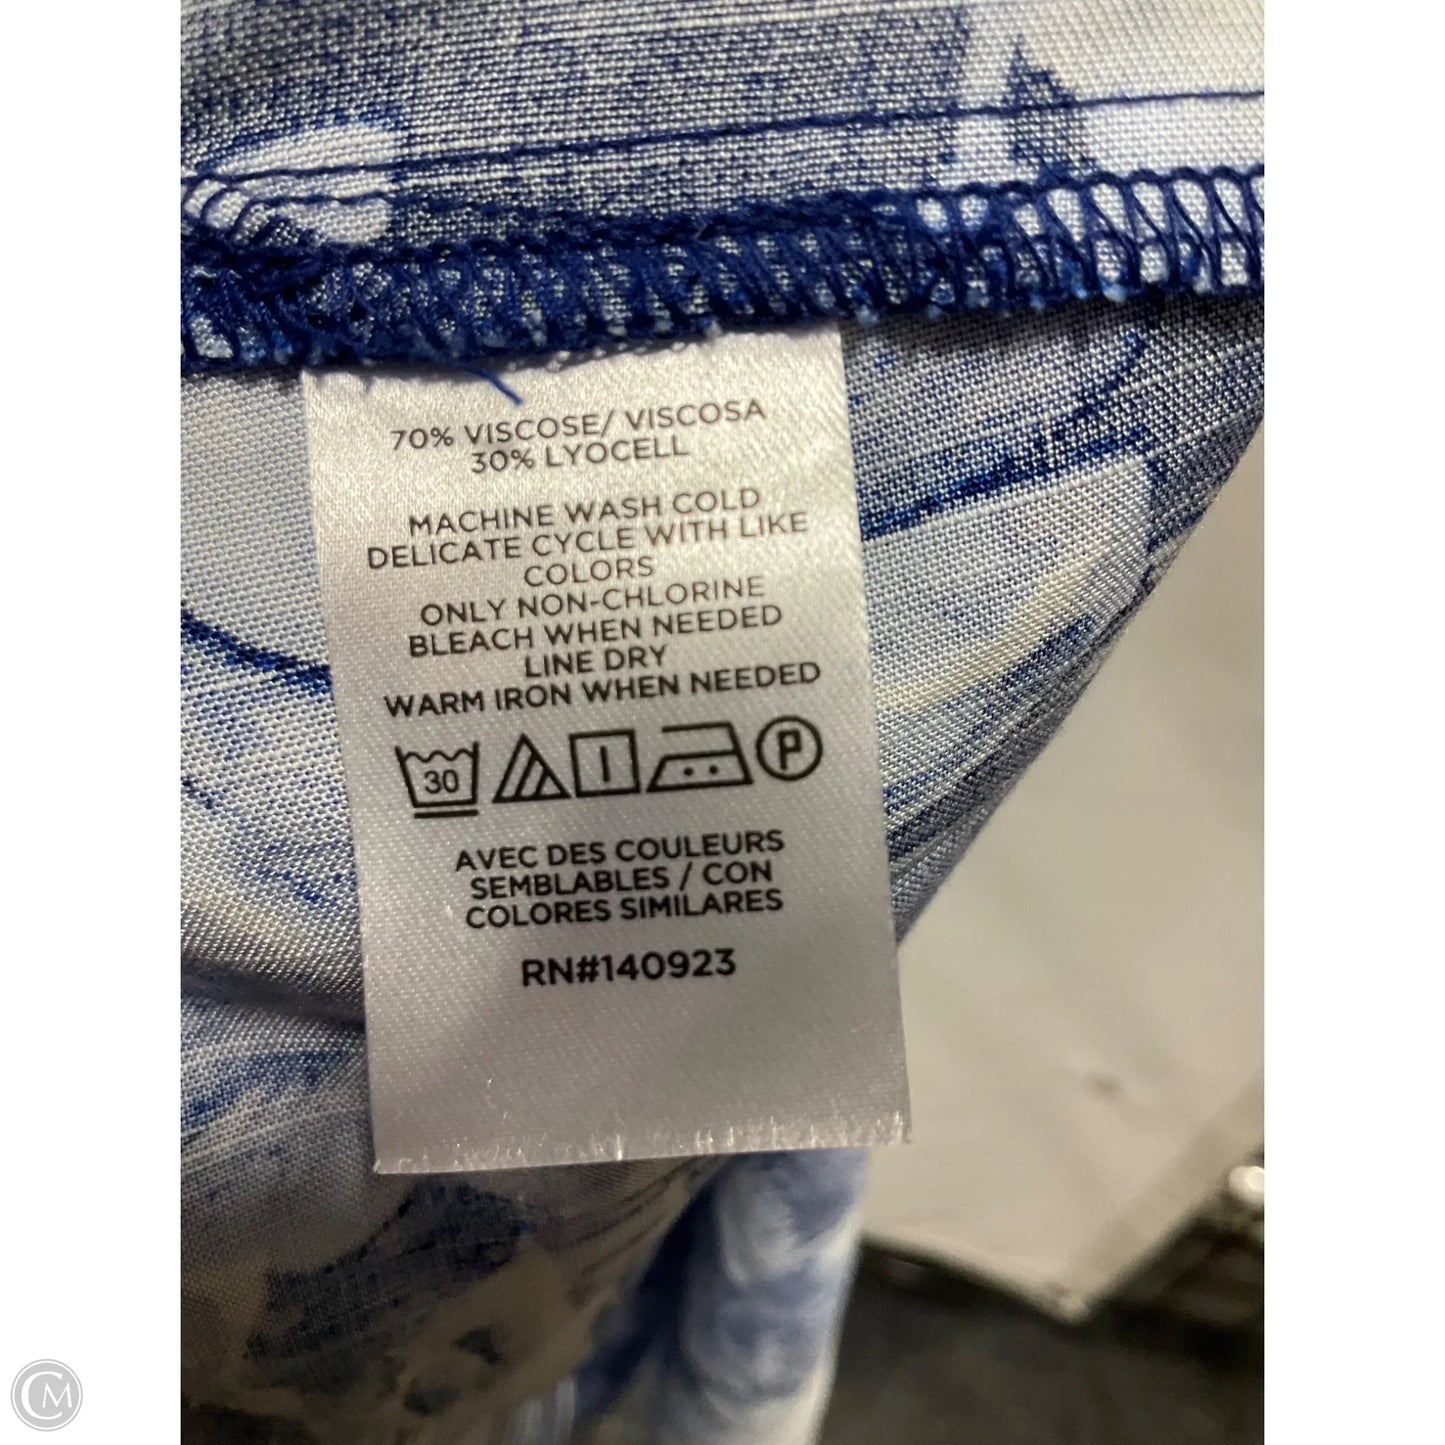 70% VISCOSE/ VISCOSA
30% LYOCELL
MACHINE WASH COLD
DELICATE CYCLE WITH LIKE
COLORS
ONLY NON-CHLORINE
BLEACH WHEN NEEDED
LINE DRY
WARM IRON WHEN NEEDED
30 P
AVEC DES COULEURS
SEMBLABLES / CON
COLORES SIMILARES
RN#140923
CM